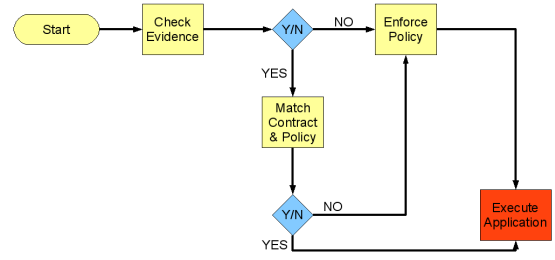 Start
Check
Evidence
Y/N
NO
Enforce
Policy
YES
Match
Contract
& Policy
Y/N
NO
Execute
Application
YES